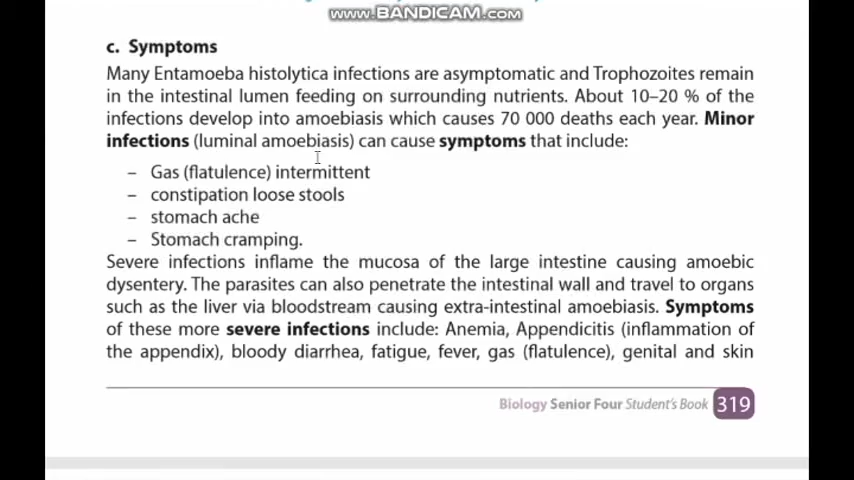 www.BANDICAM.com
c. Symptoms
Many Entamoeba histolytica infections are asymptomatic and Trophozoites remain
in the intestinal lumen feeding on surrounding nutrients. About 10–20 % of the
infections develop into amoebiasis which causes 70 000 deaths each year. Minor
infections (luminal amoebiasis) can cause symptoms that include:
– Gas (flatulence) intermittent
– constipation loose stools
– stomach ache
– Stomach cramping.
Severe infections inflame the mucosa of the large intestine causing amoebic
dysentery. The parasites can also penetrate the intestinal wall and travel to organs
such as the liver via bloodstream causing extra-intestinal amoebiasis. Symptoms
of these more severe infections include: Anemia, Appendicitis (inflammation of
the appendix), bloody diarrhea, fatigue, fever, gas (flatulence), genital and skin
Biology Senior Four Student's Book 319